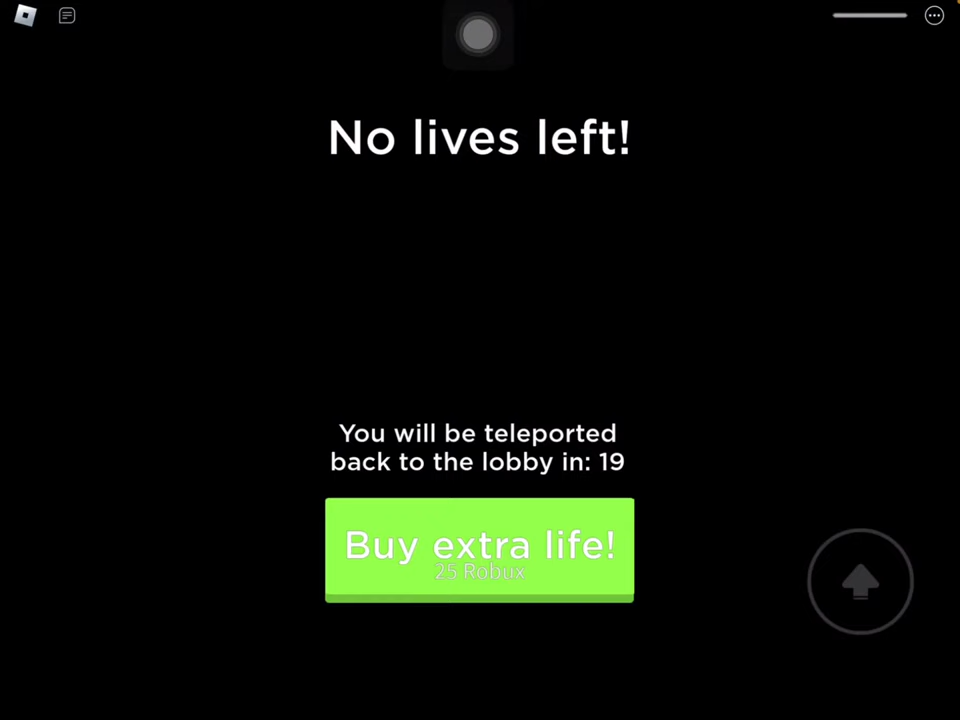 No lives left!
You will be teleported
back to the lobby in: 19
Buy extra life!
25 Robux